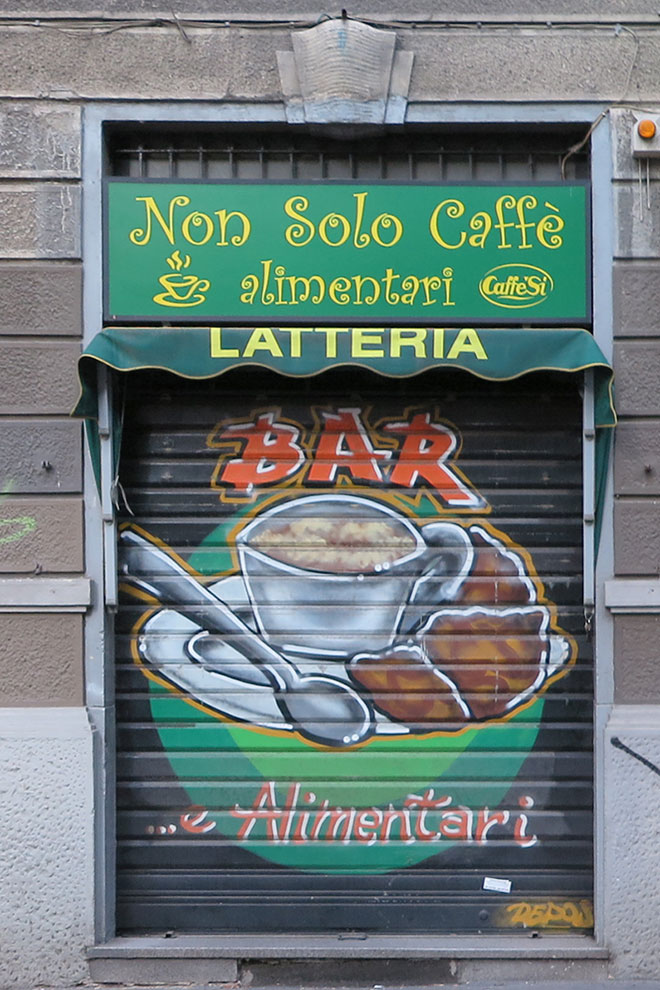 Non Solo Caffè
alimentari Caffè Sì
LATTERIA
BAR
...e Alimentari